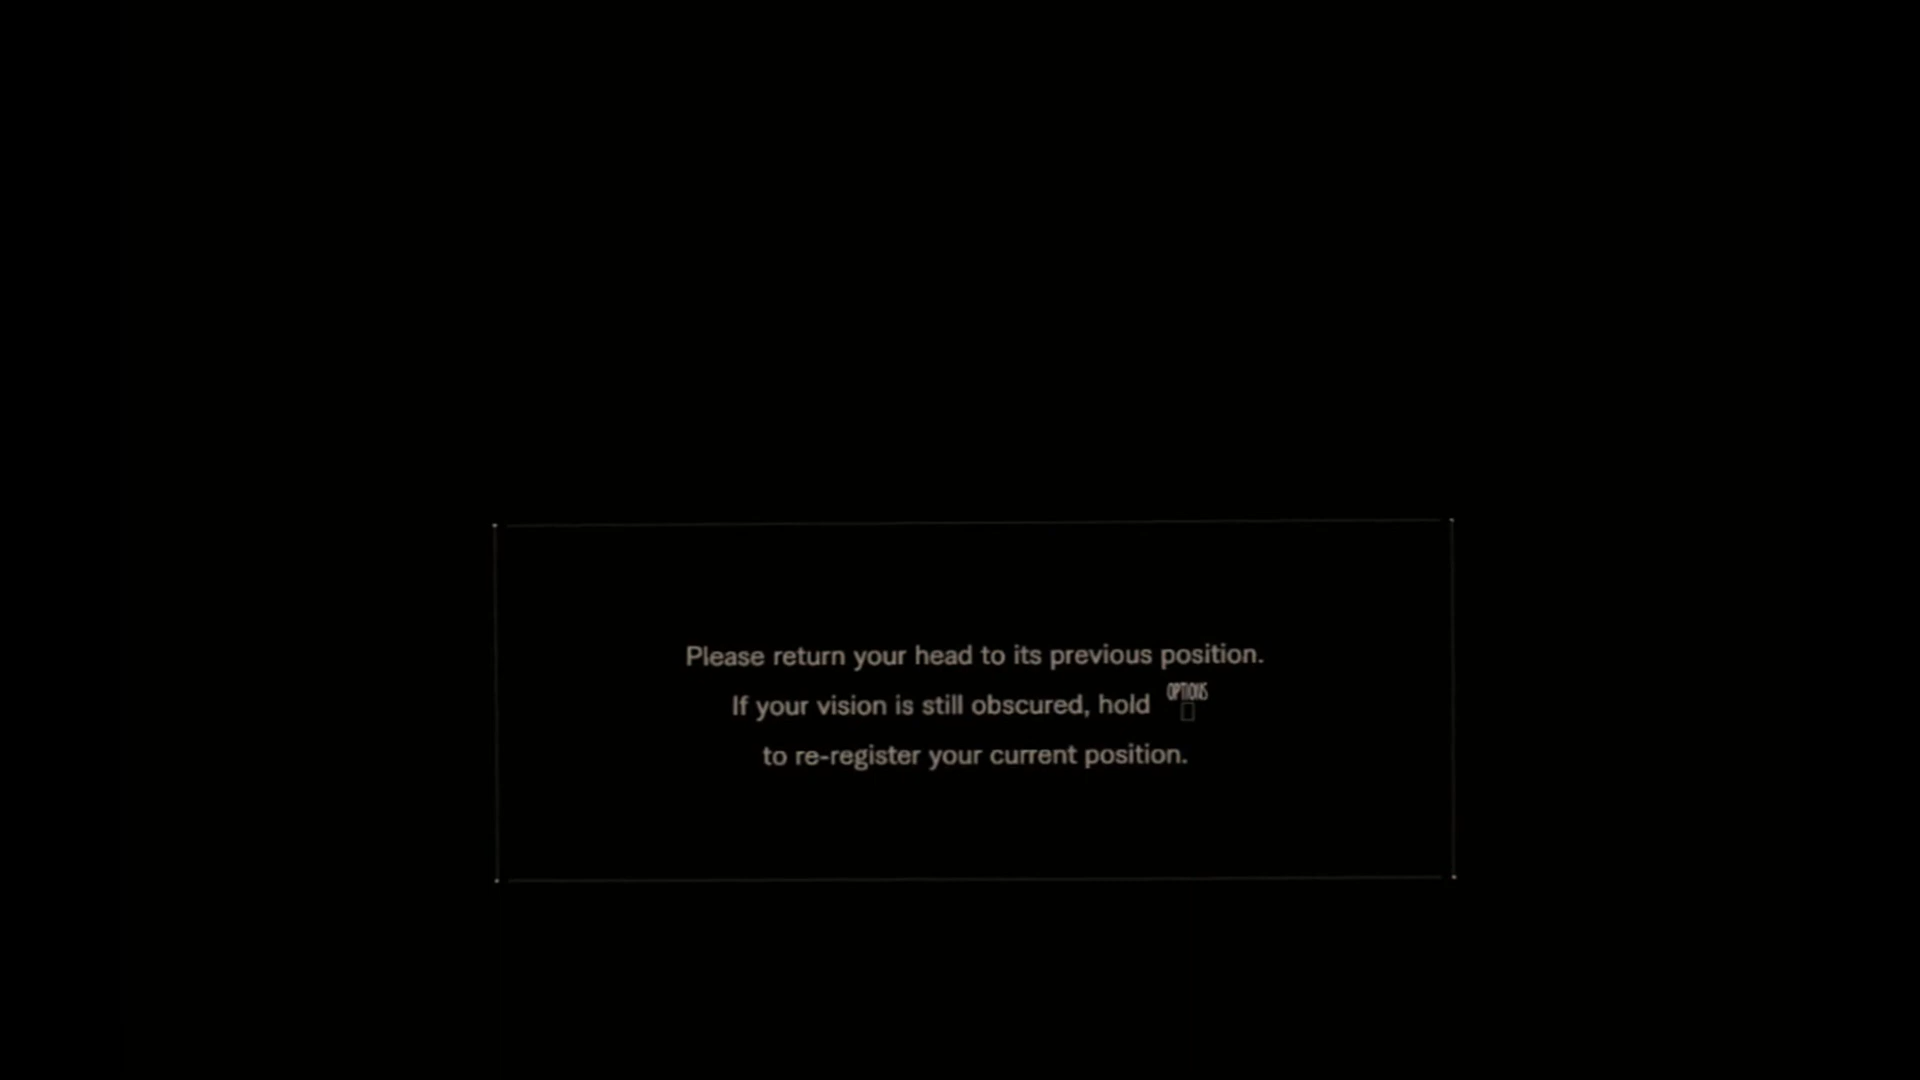 Please return your head to its previous position.
If your vision is still obscured, hold OPTIONS
to re-register your current position.